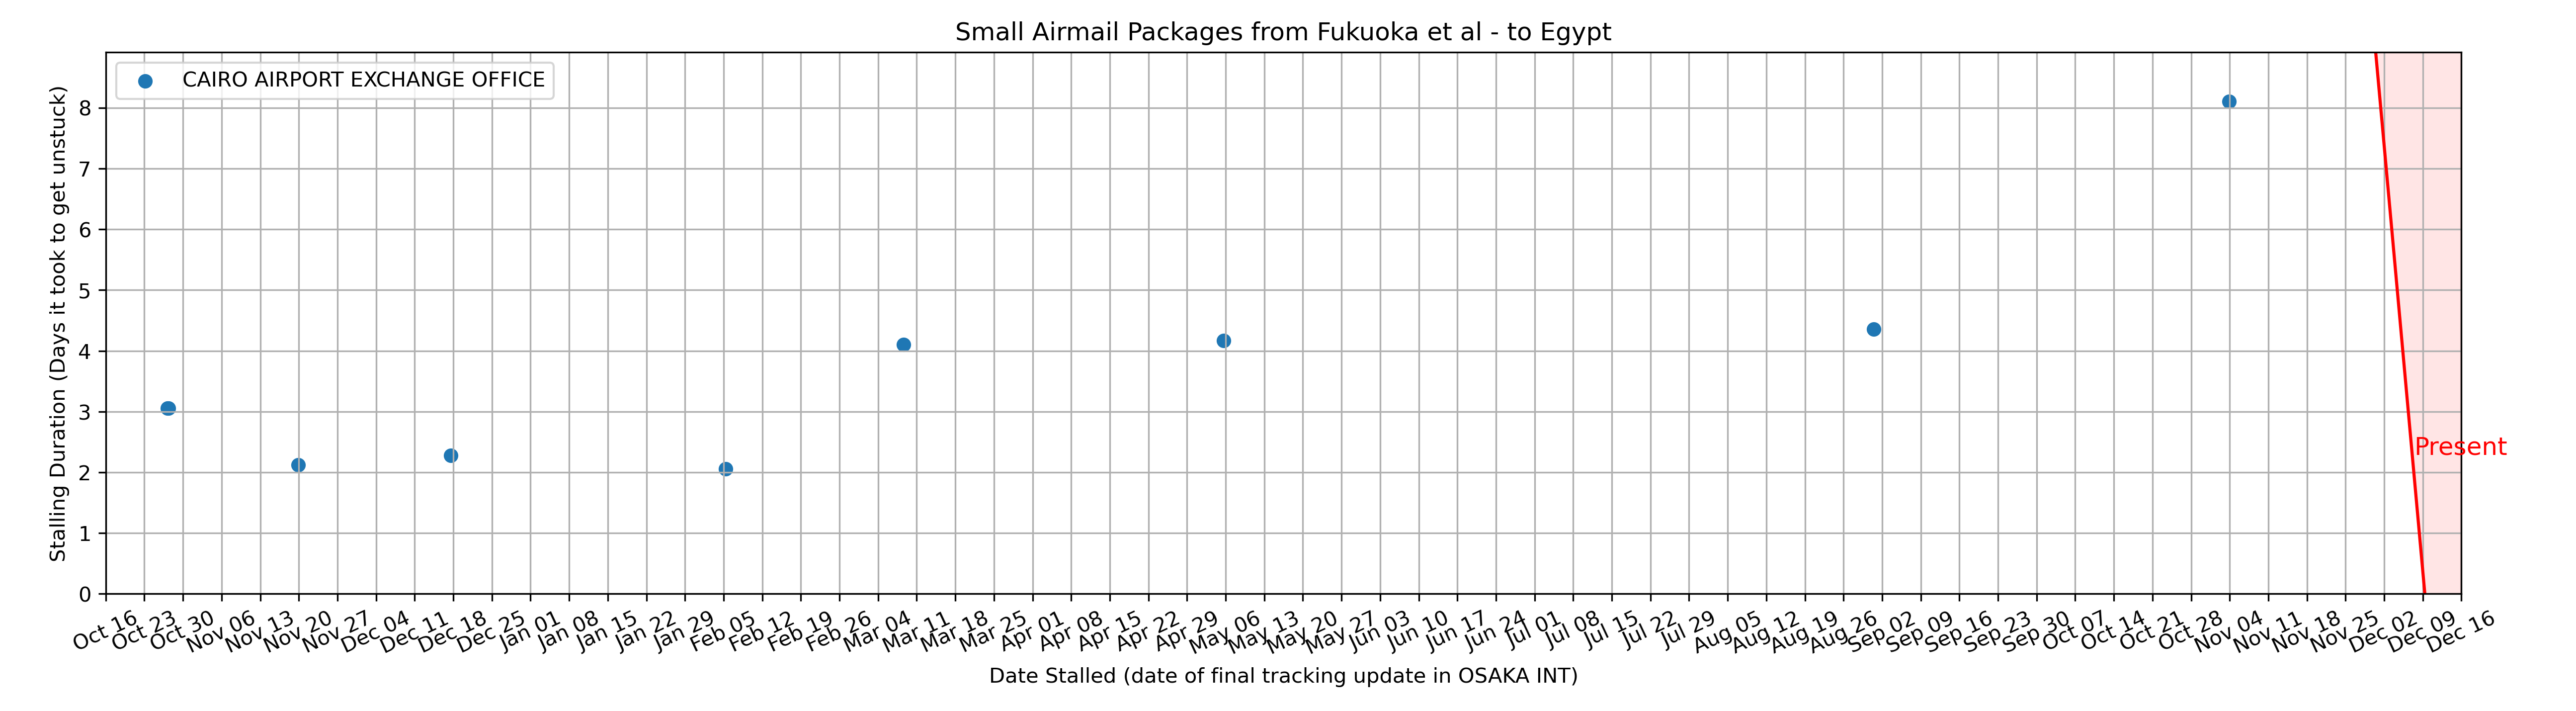 Small Airmail Packages from Fukuoka et al - to Egypt
CAIRO AIRPORT EXCHANGE OFFICE
Stalling Duration (Days it took to get unstuck)
8
7
6
5
4
3
2
1
0
Present
Oct 16
Oct 23
Oct 30
Nov 06
Nov 13
Nov 20
Nov 27
Dec 04
Dec 11
Dec 18
Dec 25
Jan 01
Jan 08
Jan 15
Jan 22
Jan 29
Feb 05
Feb 12
Feb 19
Feb 26
Mar 04
Mar 11
Mar 18
Mar 25
Apr 01
Apr 08
Apr 15
Apr 22
Apr 29
May 06
May 13
May 20
May 27
Jun 03
Jun 10
Jun 17
Jun 24
Jul 01
Jul 08
Jul 15
Jul 22
Jul 29
Aug 05
Aug 12
Aug 19
Aug 26
Sep 02
Sep 09
Sep 16
Sep 23
Sep 30
Oct 07
Oct 14
Oct 21
Oct 28
Nov 04
Nov 11
Nov 18
Nov 25
Dec 02
Dec 09
Dec 16
Date Stalled (date of final tracking update in OSAKA INT)